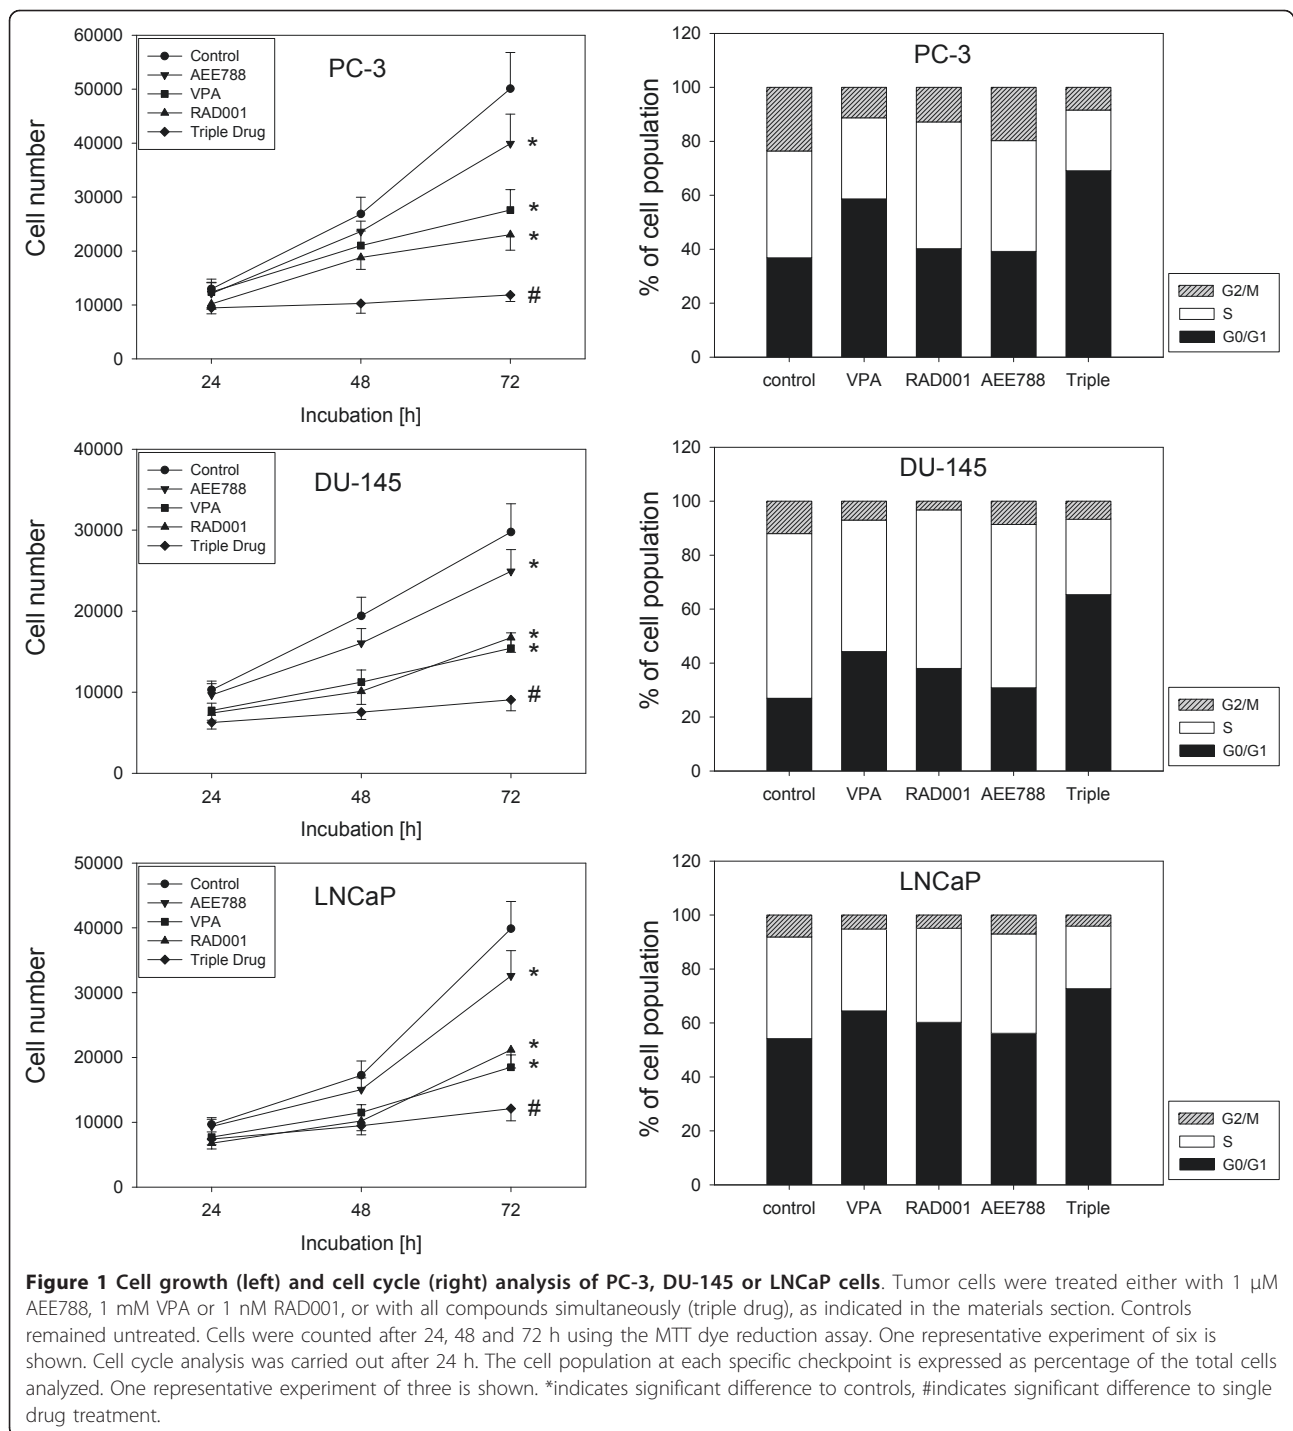 60000
50000
40000
30000
20000
10000
0
Cell number
Control
AEE788
VPA
RAD001
Triple Drug
PC-3
*
*
*
#
24 48 72
Incubation [h]
120
100
80
60
40
20
0
% of cell population
PC-3
control VPA RAD001 AEE788 Triple
G2/M
S
G0/G1
40000
30000
20000
10000
0
Cell number
Control
AEE788
VPA
RAD001
Triple Drug
DU-145
*
*
*
#
24 48 72
Incubation [h]
120
100
80
60
40
20
0
% of cell population
DU-145
control VPA RAD001 AEE788 Triple
G2/M
S
G0/G1
50000
40000
30000
20000
10000
0
Cell number
Control
AEE788
VPA
RAD001
Triple Drug
LNCaP
*
*
*
#
24 48 72
Incubation [h]
120
100
80
60
40
20
0
% of cell population
LNCaP
control VPA RAD001 AEE788 Triple
G2/M
S
G0/G1
Figure 1 Cell growth (left) and cell cycle (right) analysis of PC-3, DU-145 or LNCaP cells. Tumor cells were treated either with 1 μM
AEE788, 1 mM VPA or 1 nM RAD001, or with all compounds simultaneously (triple drug), as indicated in the materials section. Controls
remained untreated. Cells were counted after 24, 48 and 72 h using the MTT dye reduction assay. One representative experiment of six is
shown. Cell cycle analysis was carried out after 24 h. The cell population at each specific checkpoint is expressed as percentage of the total cells
analyzed. One representative experiment of three is shown. *indicates significant difference to controls, #indicates significant difference to single
drug treatment.